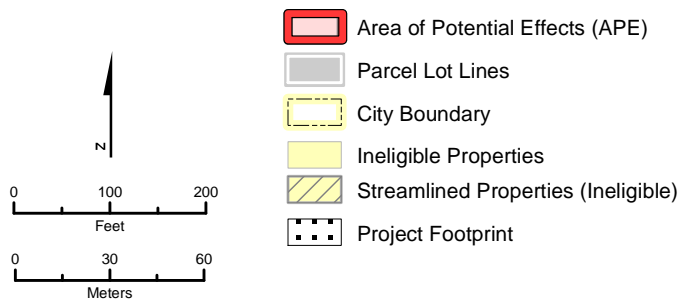 Area of Potential Effects (APE)
Parcel Lot Lines
City Boundary
Ineligible Properties
Streamlined Properties (Ineligible)
Project Footprint
N
0 100 200
Feet
0 30 60
Meters